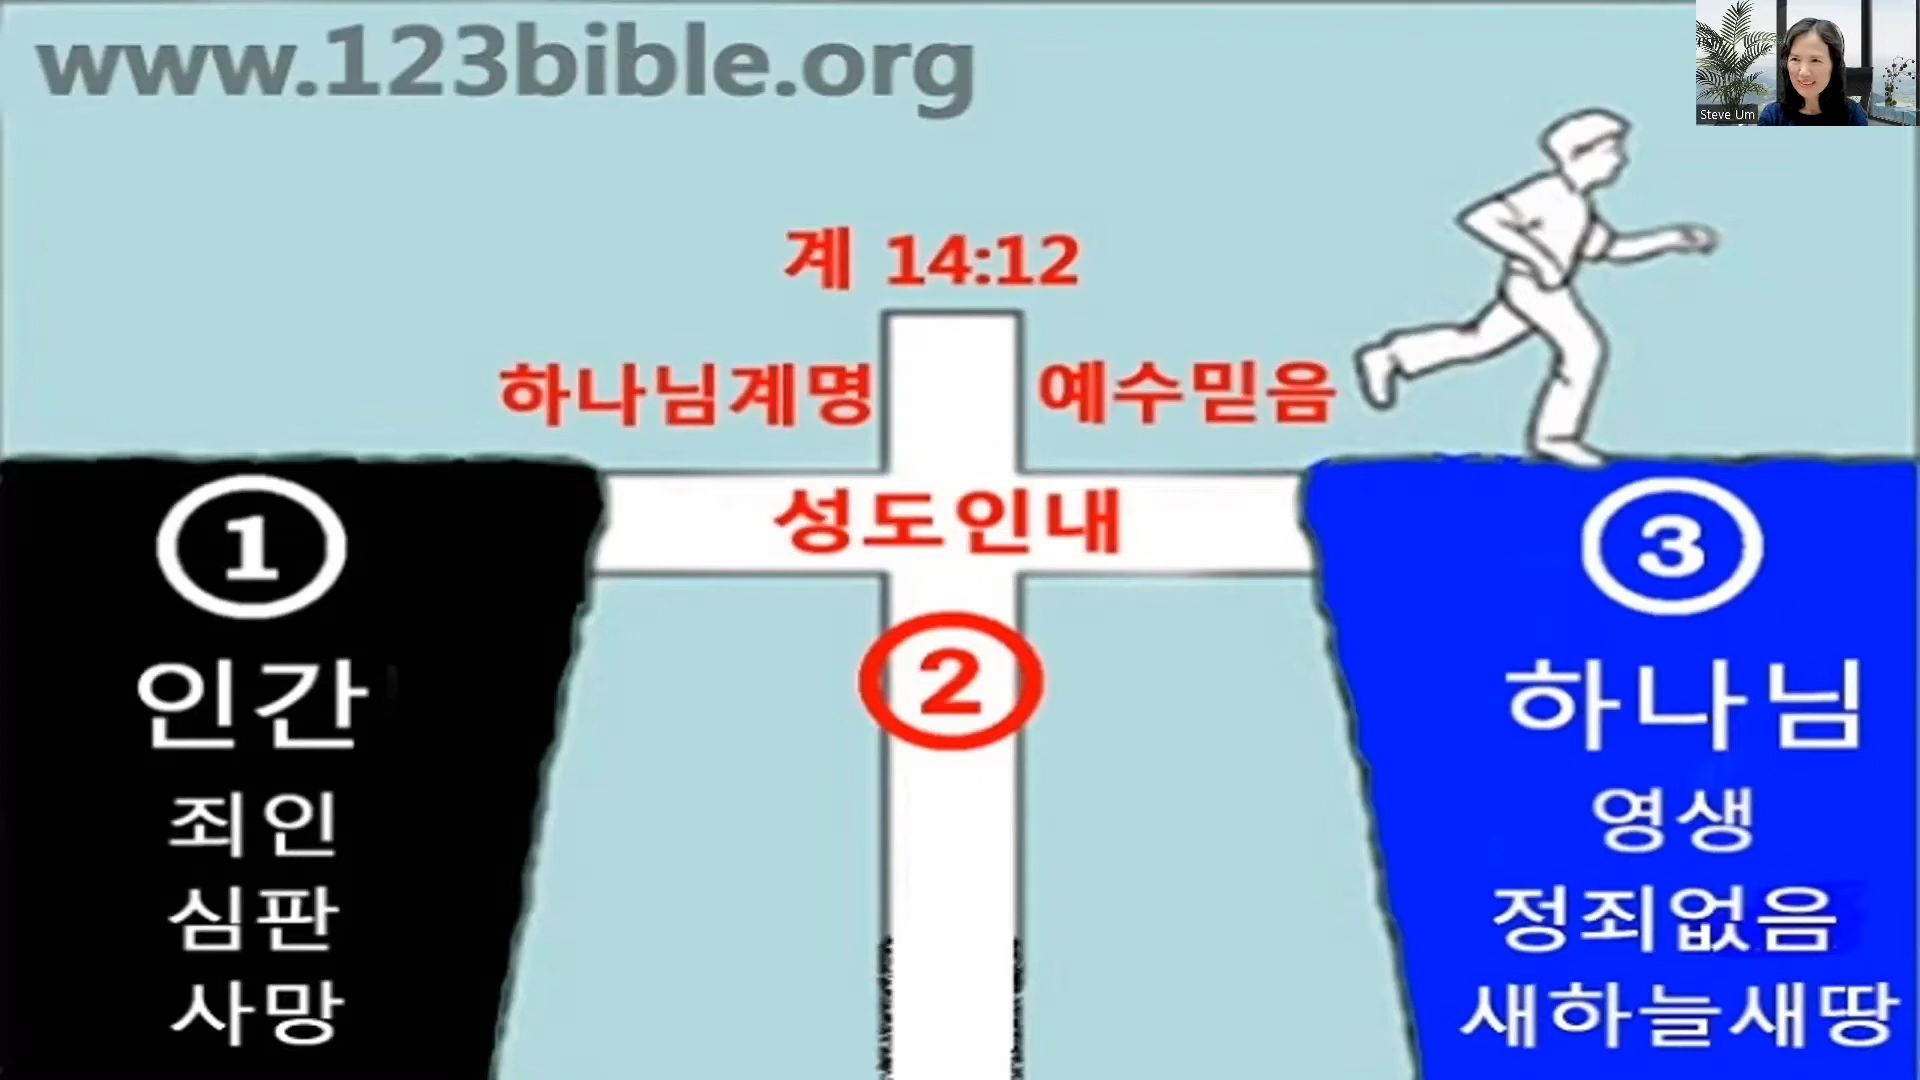 www.123bible.org
Steve Um
계 14:12
하나님계명
예수믿음
성도인내
1
인간
죄인
심판
사망
2
3
하나님
영생
정죄없음
새하늘새땅